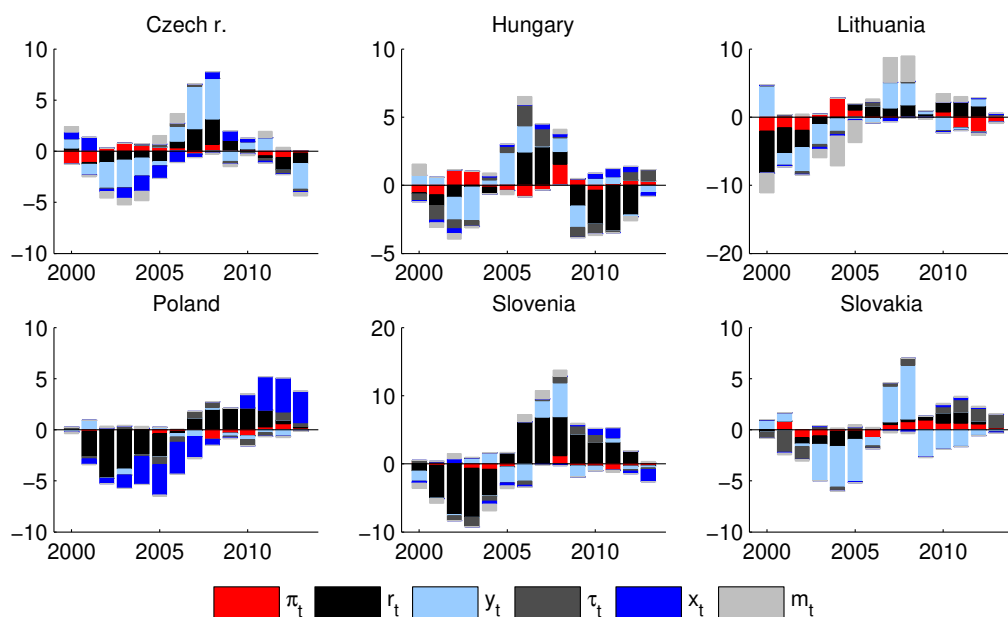 Czech r. Hungary Lithuania
10 10 10
5 5 0
0 0 −10
−5 −5 −20
−10
2000 2005 2010 2000 2005 2010 2000 2005 2010
Poland Slovenia Slovakia
10 20 10
5 10 5
0 0 0
−5 −10 −5
−10 −10
2000 2005 2010 2000 2005 2010 2000 2005 2010
π_t r_t y_t τ_t x_t m_t